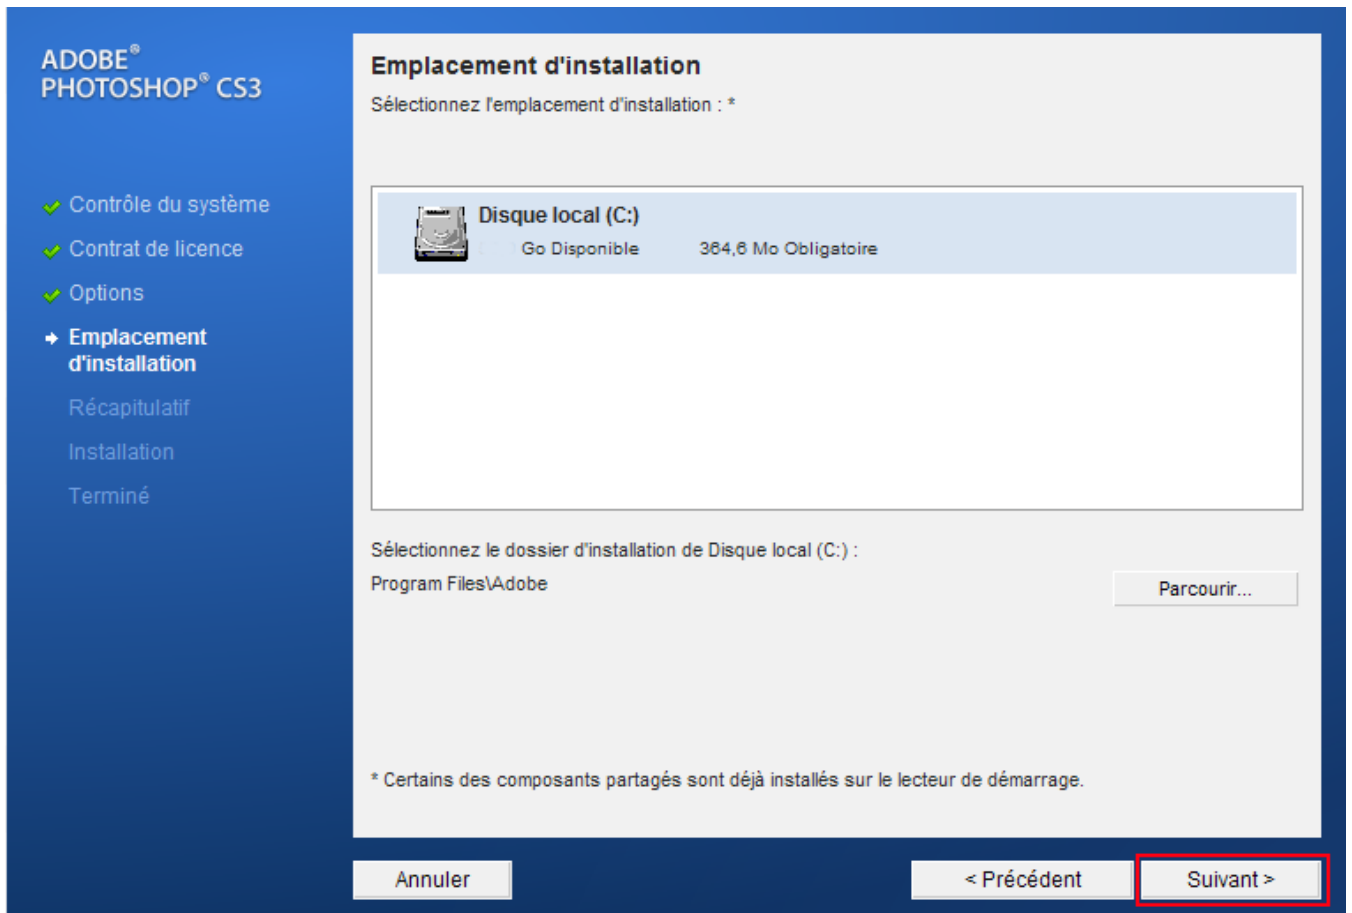 ADOBE®
PHOTOSHOP® CS3
Contrôle du système
Contrat de licence
Options
Emplacement
d'installation
Récapitulatif
Installation
Terminé
Emplacement d'installation
Sélectionnez l'emplacement d'installation : *
Disque local (C:)
Go Disponible 364,6 Mo Obligatoire
Sélectionnez le dossier d'installation de Disque local (C:) :
Program Files\Adobe
Parcourir...
* Certains des composants partagés sont déjà installés sur le lecteur de démarrage.
Annuler
< Précédent
Suivant >